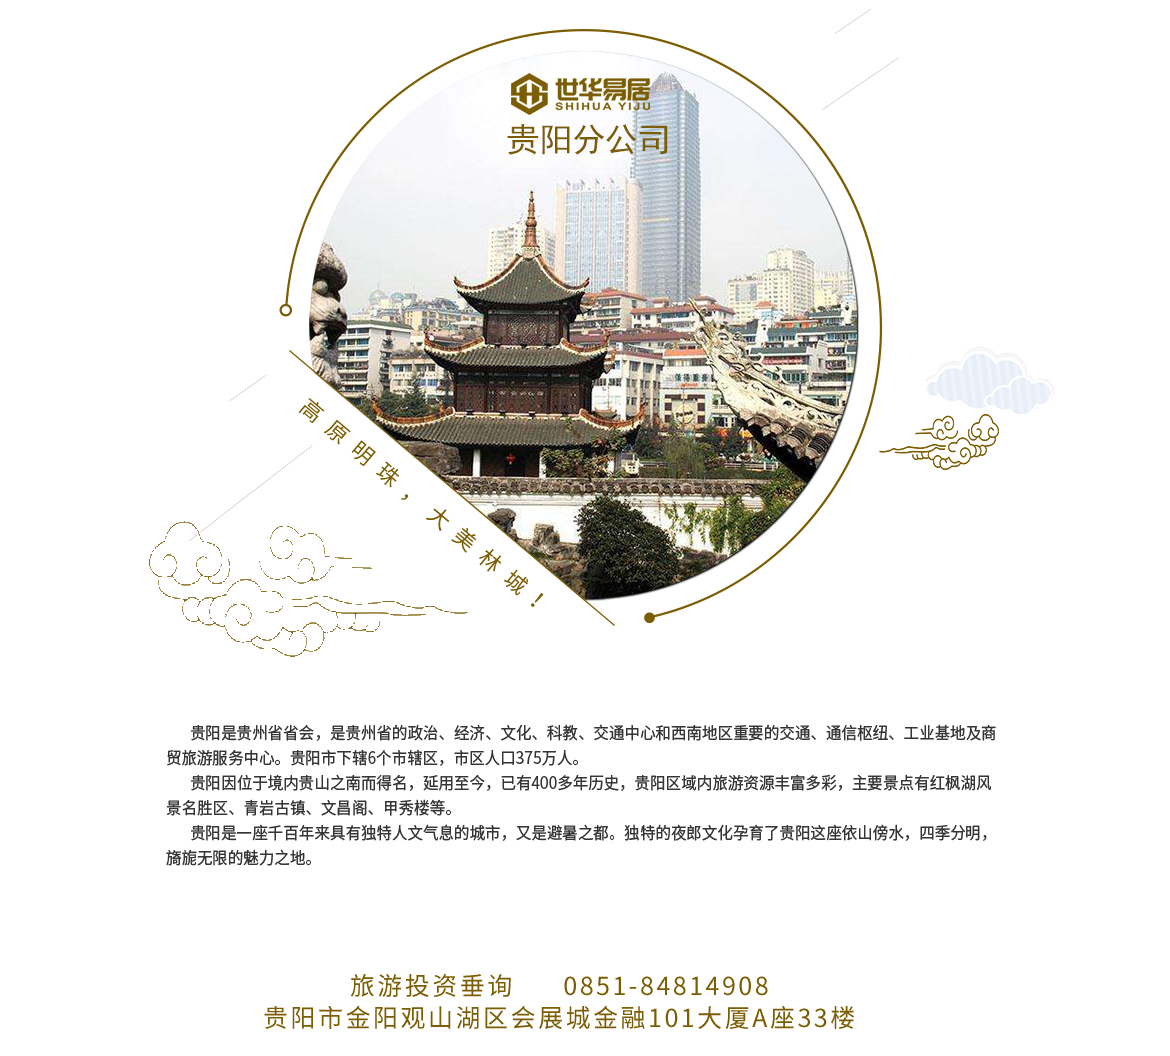 世华易居
SHIHUA YIJU
贵阳分公司
高原明珠，大美林城！
贵阳是贵州省省会，是贵州省的政治、经济、文化、科教、交通中心和西南地区重要的交通、通信枢纽、工业基地及商
贸旅游服务中心。贵阳市下辖6个市辖区，市区人口375万人。
贵阳因位于境内贵山之南而得名，延用至今，已有400多年历史，贵阳区域内旅游资源丰富多彩，主要景点有红枫湖风
景名胜区、青岩古镇、文昌阁、甲秀楼等。
贵阳是一座千百年来具有独特人文气息的城市，又是避暑之都。独特的夜郎文化孕育了贵阳这座依山傍水，四季分明，
旖旎无限的魅力之地。
旅游投资垂询 0851-84814908
贵阳市金阳观山湖区会展城金融101大厦A座33楼